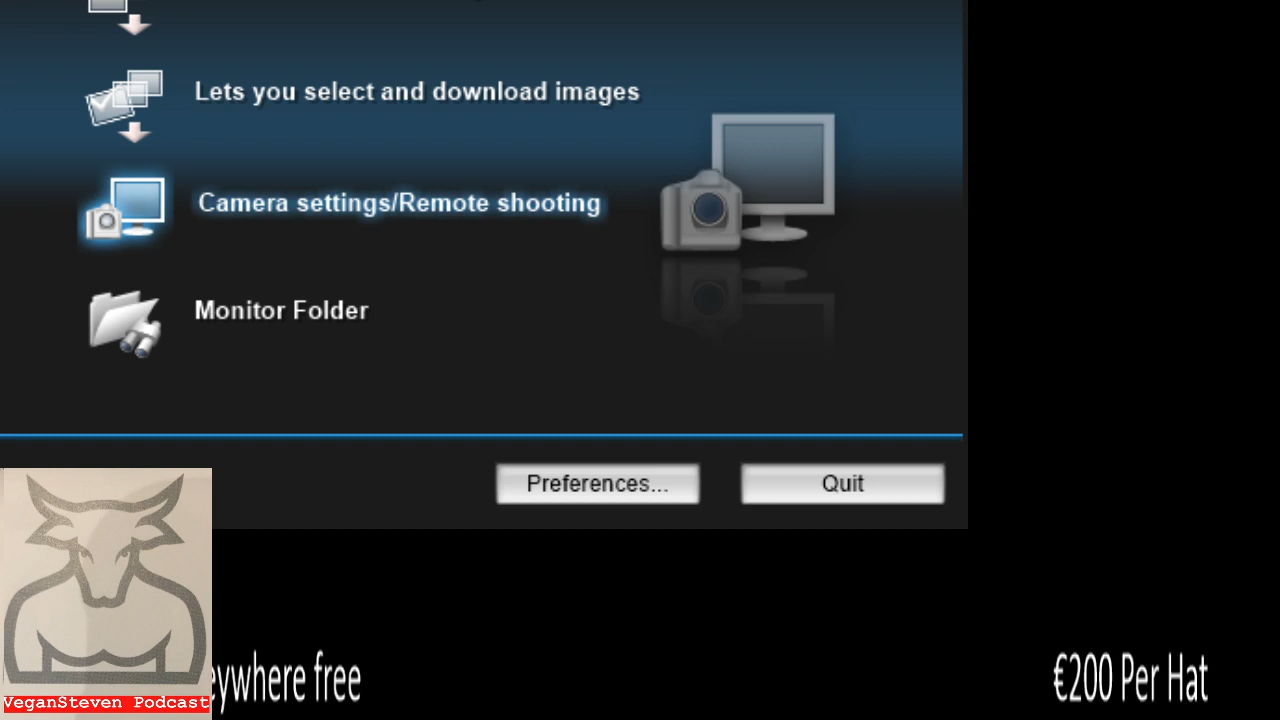 Lets you select and download images
Camera settings/Remote shooting
Monitor Folder
Preferences...
Quit
VeganSteven Podcast
eywhere free
€200 Per Hat